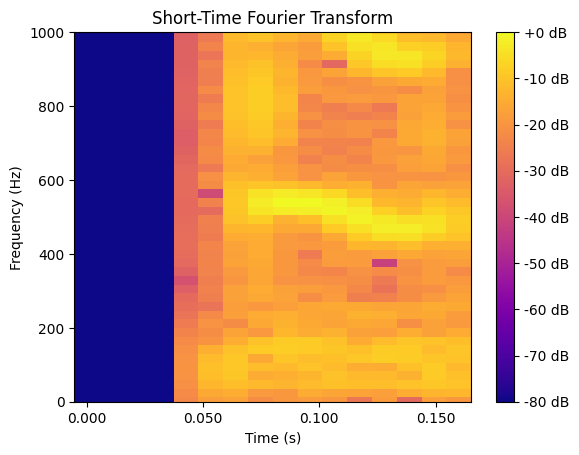 Short-Time Fourier Transform
1000
800
600
400
200
0
Frequency (Hz)
0.000
0.050
0.100
0.150
Time (s)
+0 dB
-10 dB
-20 dB
-30 dB
-40 dB
-50 dB
-60 dB
-70 dB
-80 dB